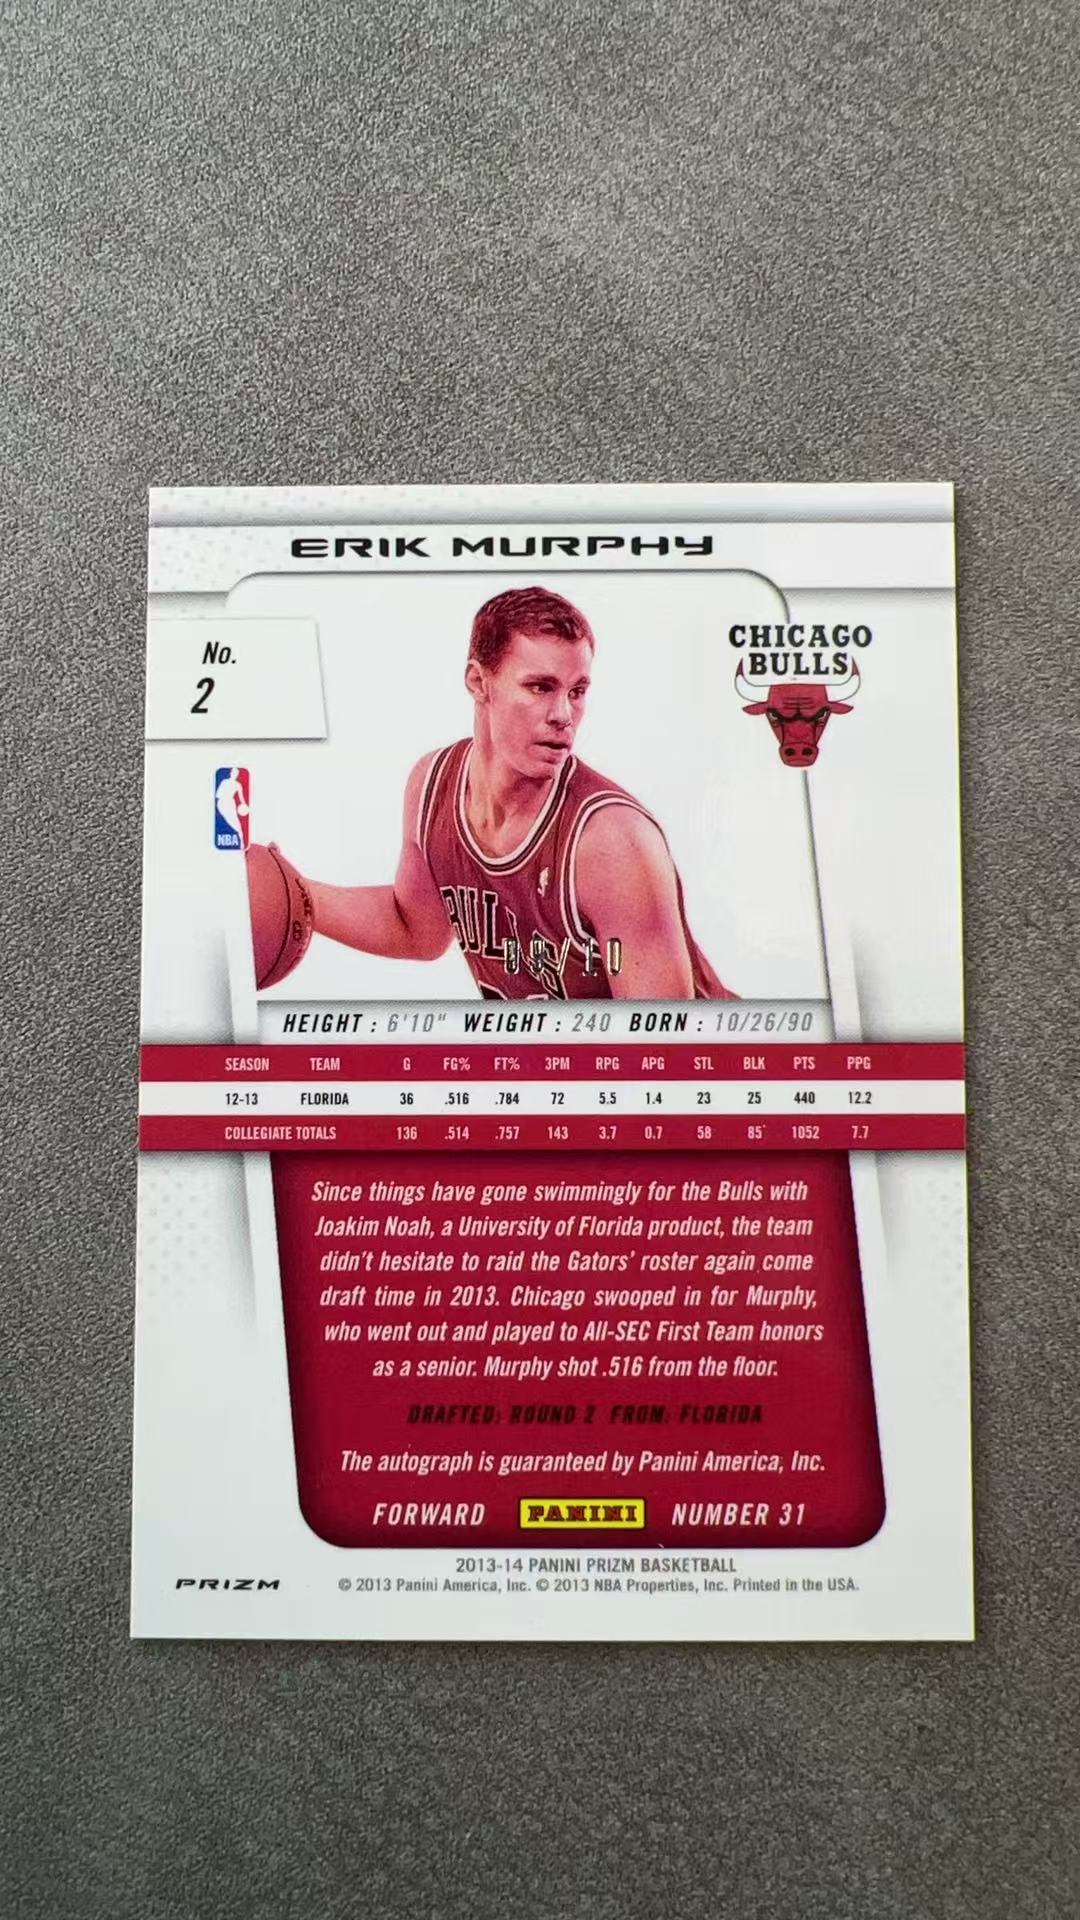 ERIK MURPHY
No.
2
CHICAGO
BULLS
NBA
BULLS
/10
HEIGHT : 6'10" WEIGHT : 240 BORN : 10/26/90
SEASON TEAM G FG% FT% 3PM RPG APG STL BLK PTS PPG
12-13 FLORIDA 36 .516 .784 72 5.5 1.4 23 25 440 12.2
COLLEGIATE TOTALS 136 .514 .757 143 3.7 0.7 58 85 1052 7.7
Since things have gone swimmingly for the Bulls with
Joakim Noah, a University of Florida product, the team
didn't hesitate to raid the Gators' roster again come
draft time in 2013. Chicago swooped in for Murphy,
who went out and played to All-SEC First Team honors
as a senior. Murphy shot .516 from the floor.
DRAFTED: ROUND 2 FROM: FLORIDA
The autograph is guaranteed by Panini America, Inc.
FORWARD PANINI NUMBER 31
2013-14 PANINI PRIZM BASKETBALL
PRIZM © 2013 Panini America, Inc. © 2013 NBA Properties, Inc. Printed in the USA.